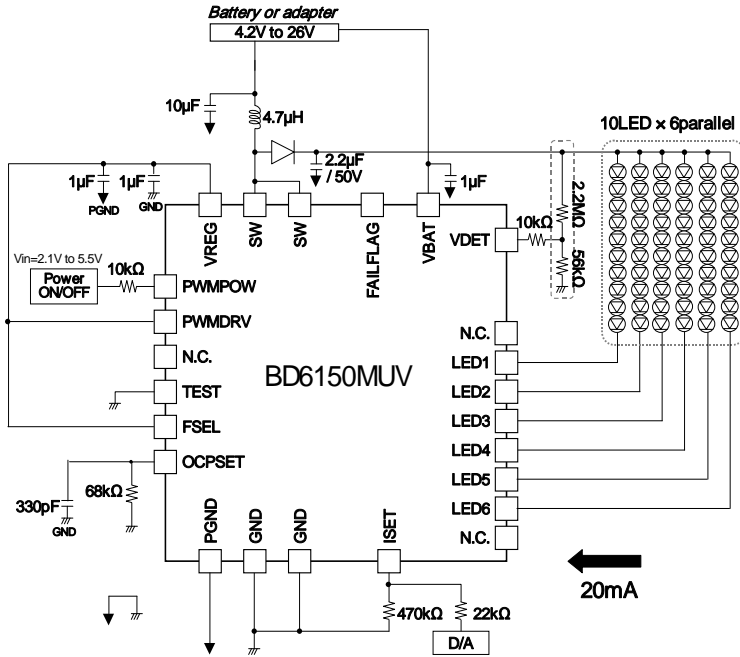 Battery or adapter
4.2V to 26V
10µF
4.7µH
10LED × 6parallel
1µF
1µF
2.2µF
/ 50V
1µF
PGND
GND
2.2MΩ
10kΩ
56kΩ
VREG
SW
SW
FAILFLAG
VBAT
VDET
Vin=2.1V to 5.5V
Power
ON/OFF
10kΩ
PWMPOW
PWMDRV
N.C.
TEST
FSEL
OCPSET
BD6150MUV
N.C.
LED1
LED2
LED3
LED4
LED5
LED6
N.C.
330pF
GND
68kΩ
PGND
GND
GND
ISET
20mA
470kΩ
22kΩ
D/A